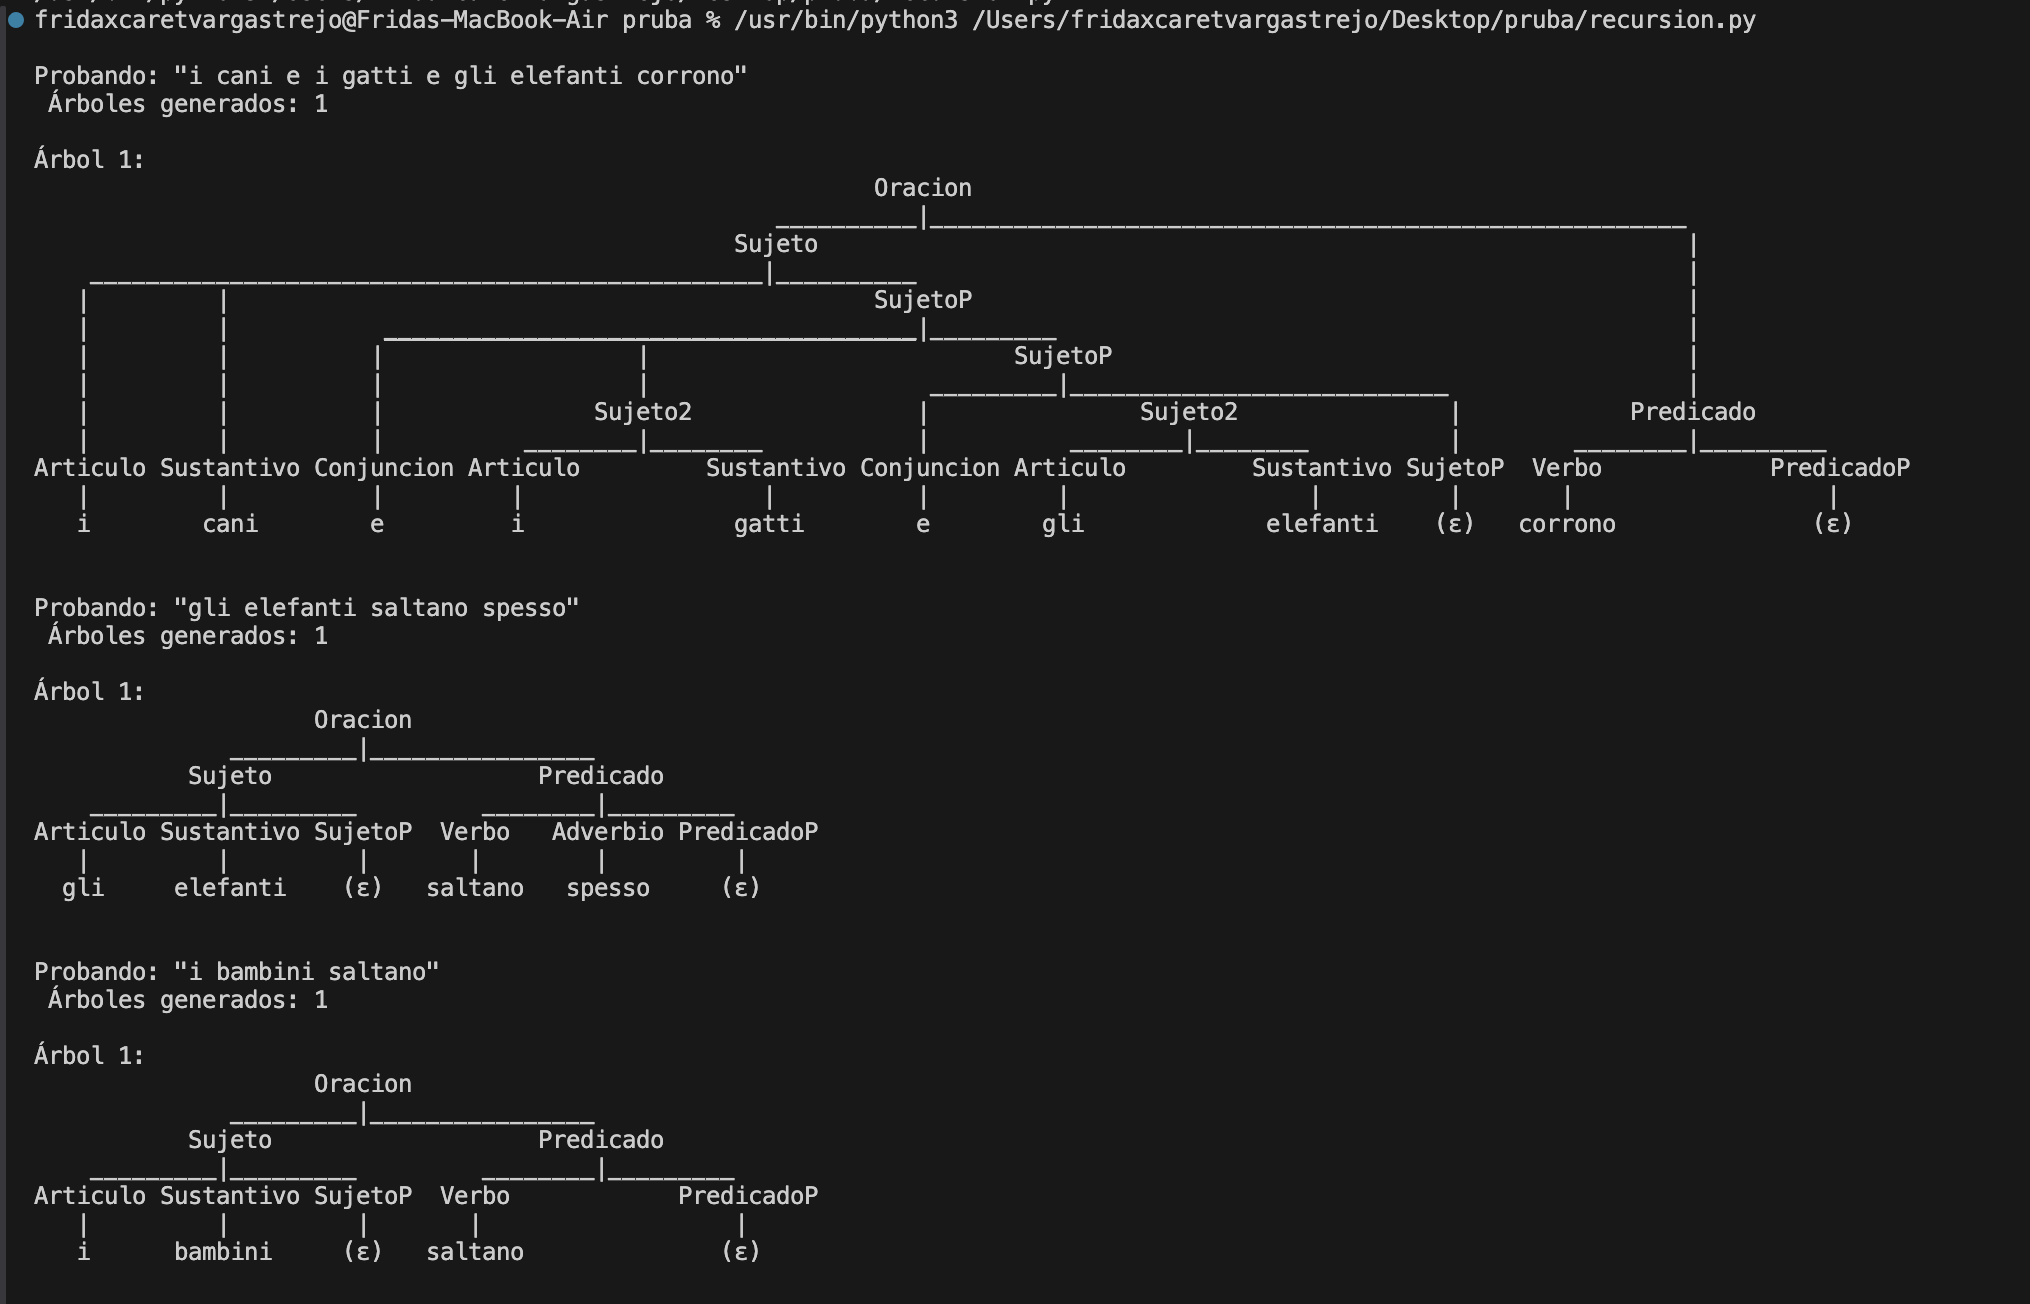 fridaxcaretvargastrejo@Fridas-MacBook-Air pruba % /usr/bin/python3 /Users/fridaxcaretvargastrejo/Desktop/pruba/recursion.py
Probando: "i cani e i gatti e gli elefanti corrono"
Árboles generados: 1
Árbol 1:
Oracion
Sujeto
SujetoP
SujetoP
Sujeto2 Sujeto2 Predicado
Articulo Sustantivo Conjuncion Articulo Sustantivo Conjuncion Articulo Sustantivo SujetoP Verbo PredicadoP
i cani e i gatti e gli elefanti (ε) corrono (ε)
Probando: "gli elefanti saltano spesso"
Árboles generados: 1
Árbol 1:
Oracion
Sujeto Predicado
Articulo Sustantivo SujetoP Verbo Adverbio PredicadoP
gli elefanti (ε) saltano spesso (ε)
Probando: "i bambini saltano"
Árboles generados: 1
Árbol 1:
Oracion
Sujeto Predicado
Articulo Sustantivo SujetoP Verbo PredicadoP
i bambini (ε) saltano (ε)